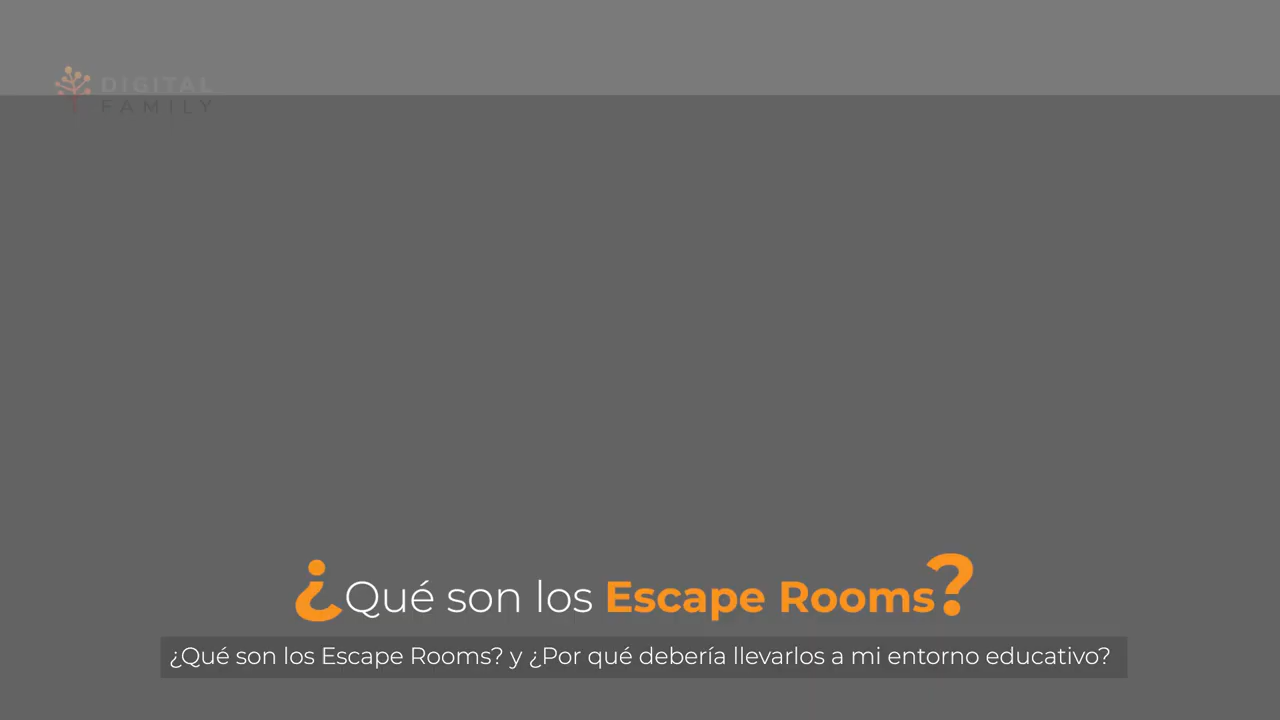 DIGITAL
FAMILY
¿Qué son los Escape Rooms?
¿Qué son los Escape Rooms? y ¿Por qué debería llevarlos a mi entorno educativo?